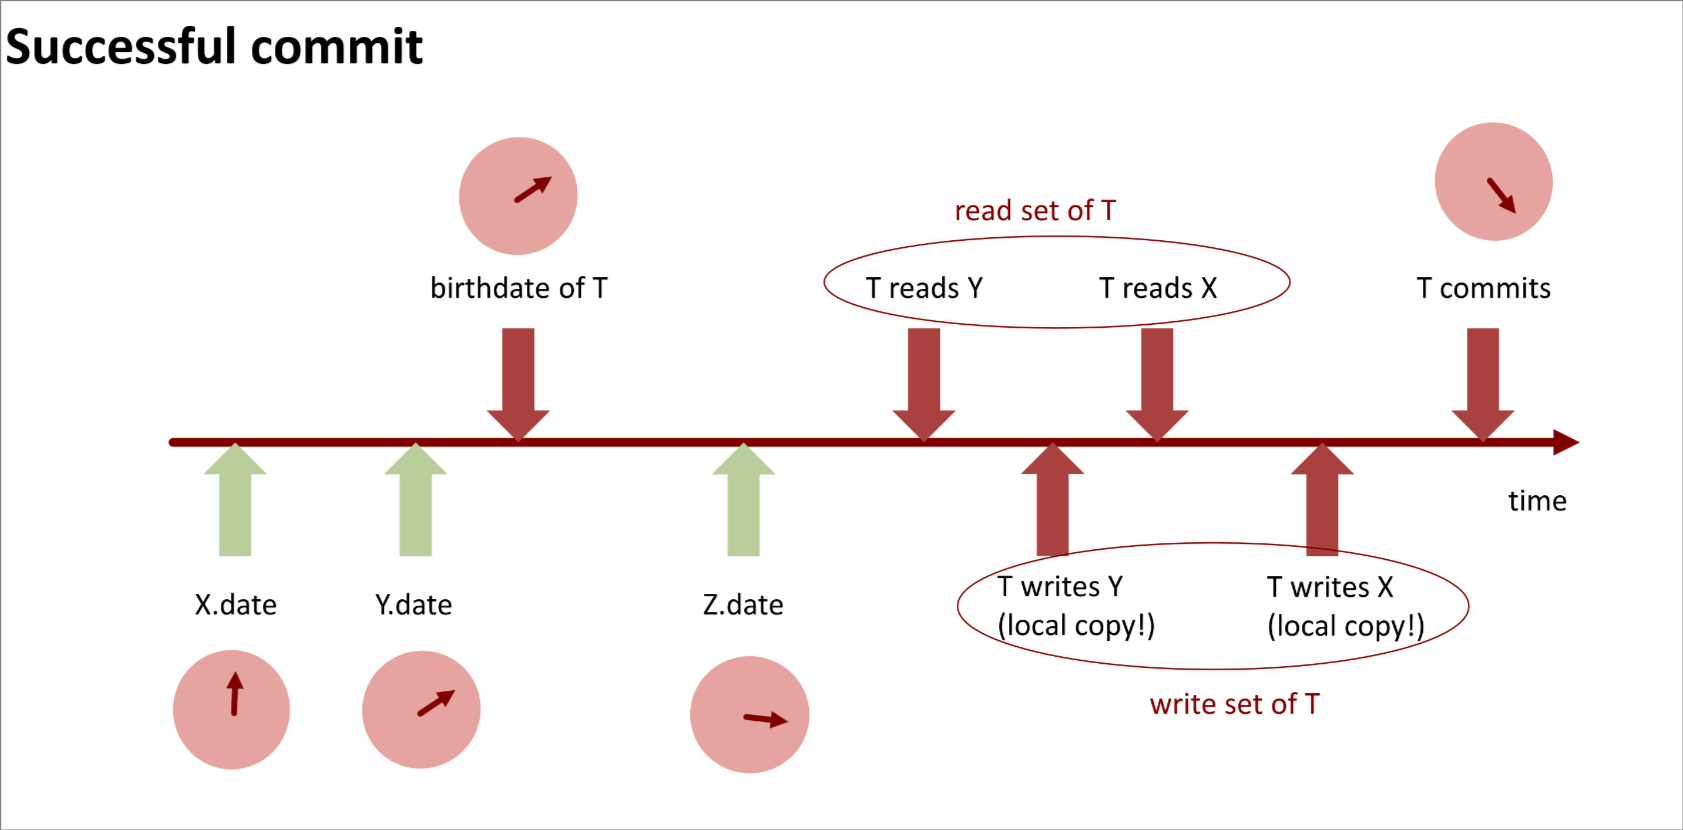 Successful commit
read set of T
birthdate of T
T reads Y
T reads X
T commits
time
X.date
Y.date
Z.date
T writes Y
(local copy!)
T writes X
(local copy!)
write set of T